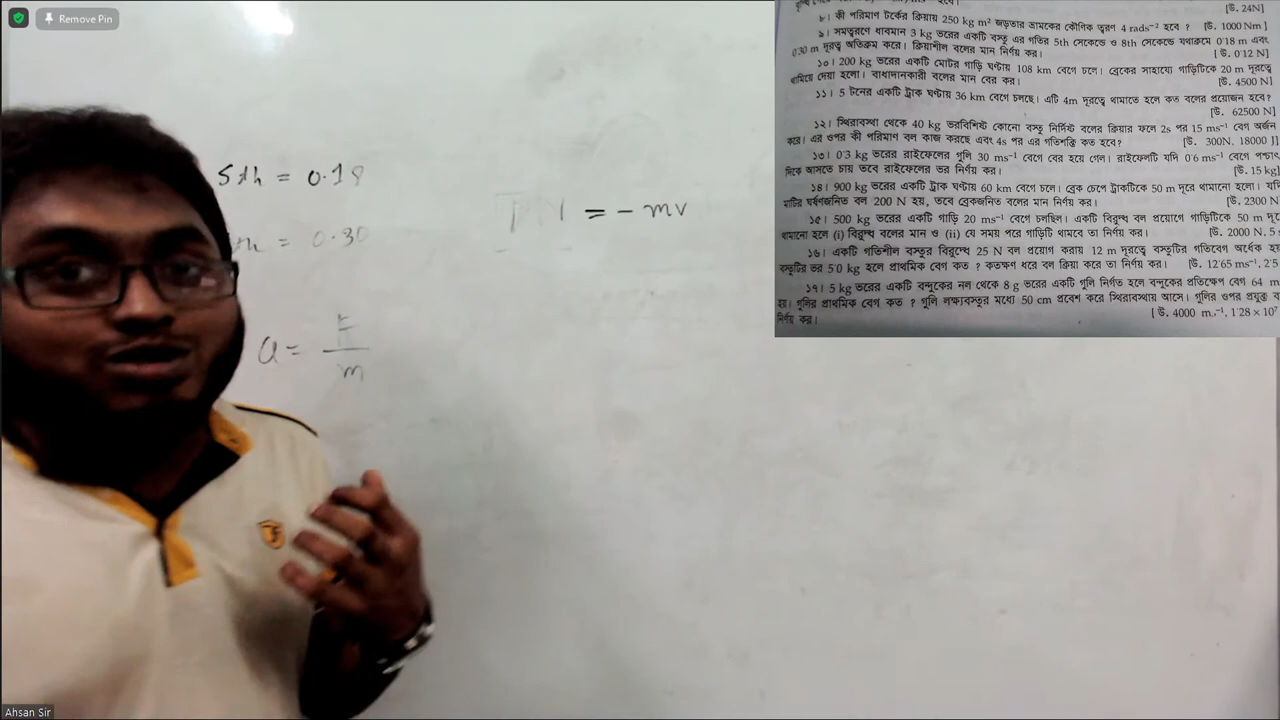 Remove Pin
5th = 0.18
th = 0.30
a = F/m
= - mv
[উ. 24N]
৮। কী পরিমাণ টর্কের ক্রিয়ায় 250 kg m² জড়তার ভ্রামকের কৌণিক ত্বরণ 4 rads⁻² হবে ? [উ. 1000 Nm ]
৯। সমত্বরণে ধাবমান 3 kg ভরের একটি বস্তু এর গতির 5th সেকেন্ডে ও 8th সেকেন্ডে যথাক্রমে 0·18 m এবং
0·30 m দূরত্ব অতিক্রম করে। ক্রিয়াশীল বলের মান নির্ণয় কর। [ উ. 0·12 N]
১০। 200 kg ভরের একটি মোটর গাড়ি ঘণ্টায় 108 km বেগে চলে। ব্রেকের সাহায্যে গাড়িটিকে 20 m দূরত্বে
থামিয়ে দেয়া হলো। বাধাদানকারী বলের মান বের কর। [উ. 4500 N]
১১। 5 টনের একটি ট্রাক ঘণ্টায় 36 km বেগে চলছে। এটি 4m দূরত্বে থামাতে হলে কত বলের প্রয়োজন হবে?
[উ. 62500 N]
১২। স্থিরাবস্থা থেকে 40 kg ভরবিশিষ্ট কোনো বস্তু নির্দিষ্ট বলের ক্রিয়ার ফলে 2s পর 15 ms⁻¹ বেগ অর্জন
করে। এর ওপর কী পরিমাণ বল কাজ করছে এবং 4s পর এর গতিশক্তি কত হবে? [উ. 300N, 18000 J]
১৩। 0·3 kg ভরের রাইফেলের গুলি 30 ms⁻¹ বেগে বের হয়ে গেল। রাইফেলটি যদি 0·6 ms⁻¹ বেগে পশ্চাৎ
দিকে আসতে চায় তবে রাইফেলের ভর নির্ণয় কর। [উ. 15 kg]
১৪। 900 kg ভরের একটি ট্রাক ঘণ্টায় 60 km বেগে চলে। ব্রেক চেপে ট্রাকটিকে 50 m দূরে থামানো হলো। যদি
মাটির ঘর্ষণজনিত বল 200 N হয়, তবে ব্রেকজনিত বলের মান নির্ণয় কর। [উ. 2300 N
১৫। 500 kg ভরের একটি গাড়ি 20 ms⁻¹ বেগে চলছিল। একটি বিরুদ্ধ বল প্রয়োগে গাড়িটিকে 50 m দূ
থামানো হলে (i) বিরুদ্ধ বলের মান ও (ii) যে সময় পরে গাড়িটি থামবে তা নির্ণয় কর। [উ. 2000 N, 5
১৬। একটি গতিশীল বস্তুর বিরুদ্ধে 25 N বল প্রয়োগ করায় 12 m দূরত্বে বস্তুটির গতিবেগ অর্ধেক হয়
বস্তুটির ভর 5·0 kg হলে প্রাথমিক বেগ কত ? কতক্ষণ ধরে বল ক্রিয়া করে তা নির্ণয় কর। [উ. 12·65 ms⁻¹, 2·5
১৭। 5 kg ভরের একটি বন্দুকের নল থেকে 8 g ভরের একটি গুলি নির্গত হলে বন্দুকের প্রতিক্ষেপ বেগ 64 m
হয়। গুলির প্রাথমিক বেগ কত ? গুলি লক্ষ্যবস্তুর মধ্যে 50 cm প্রবেশ করে স্থিরাবস্থায় আসে। গুলির ওপর প্রযুক্ত
নির্ণয় কর। [ উ. 4000 m.⁻¹, 1·28 × 10⁷
Ahsan Sir